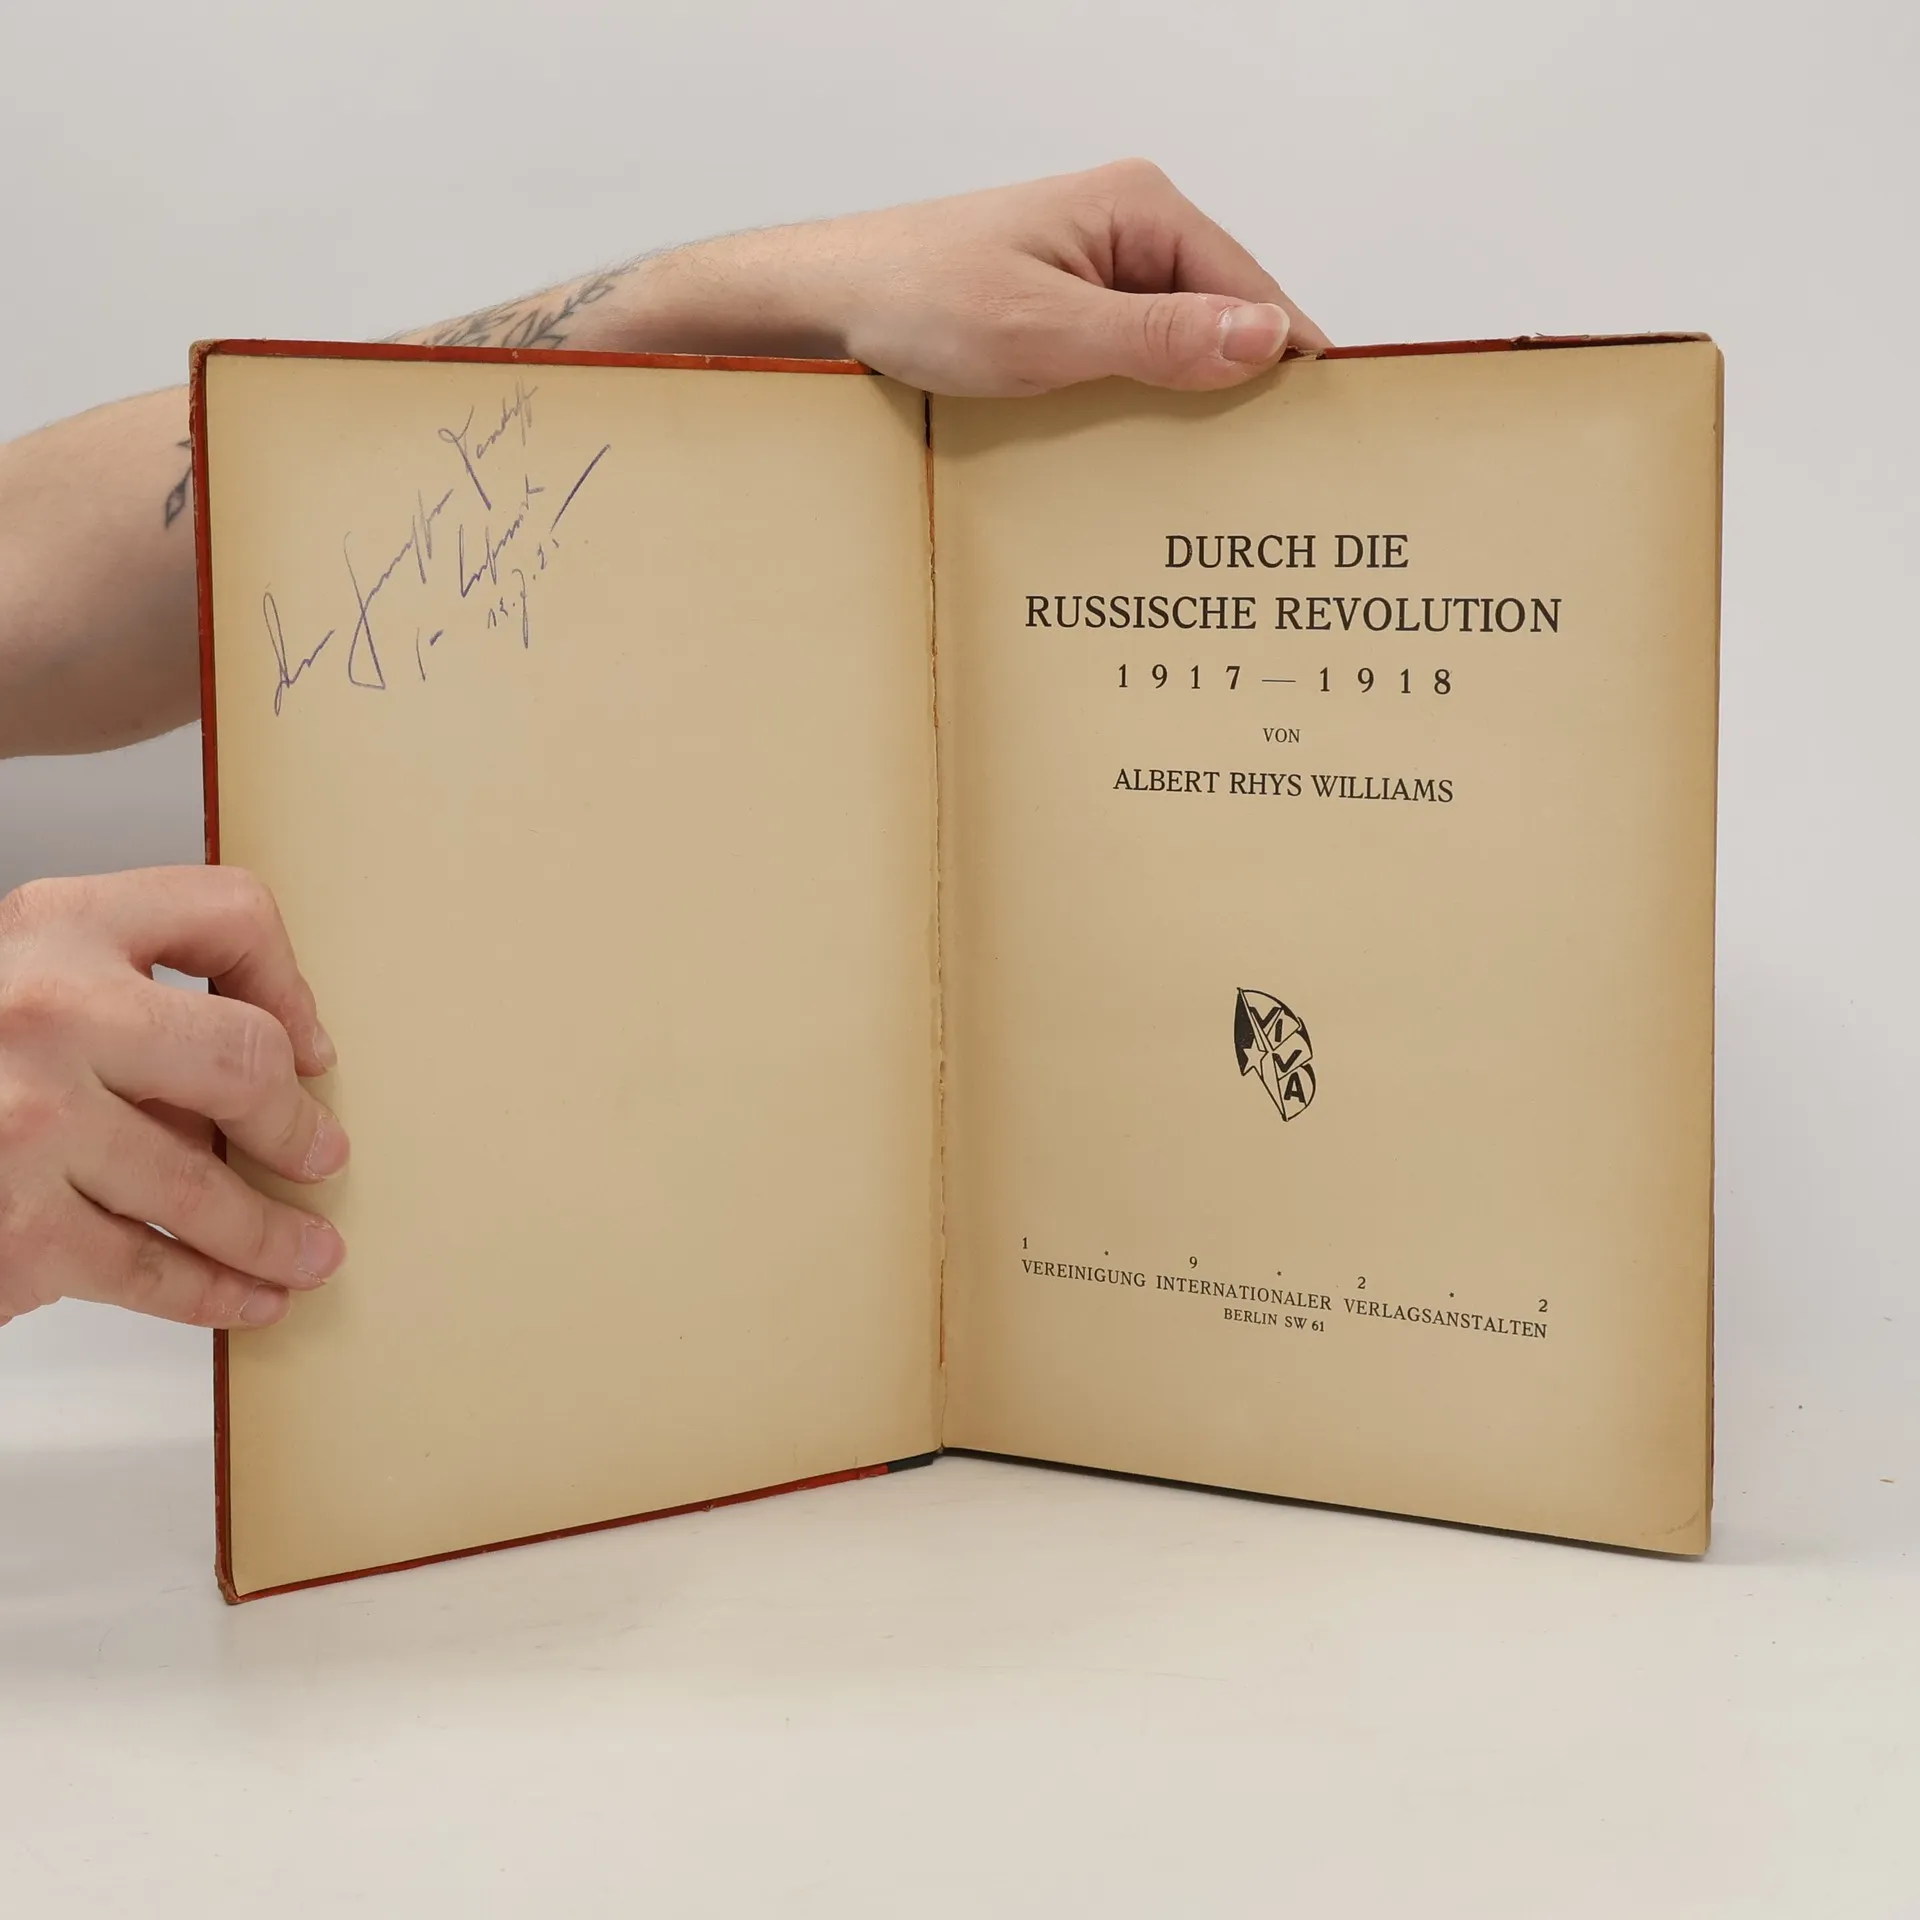 DURCH DIE
RUSSISCHE REVOLUTION
1917 — 1918
VON
ALBERT RHYS WILLIAMS
VIVA
1 . 9 . 2 . 2
VEREINIGUNG INTERNATIONALER VERLAGSANSTALTEN
BERLIN SW 61